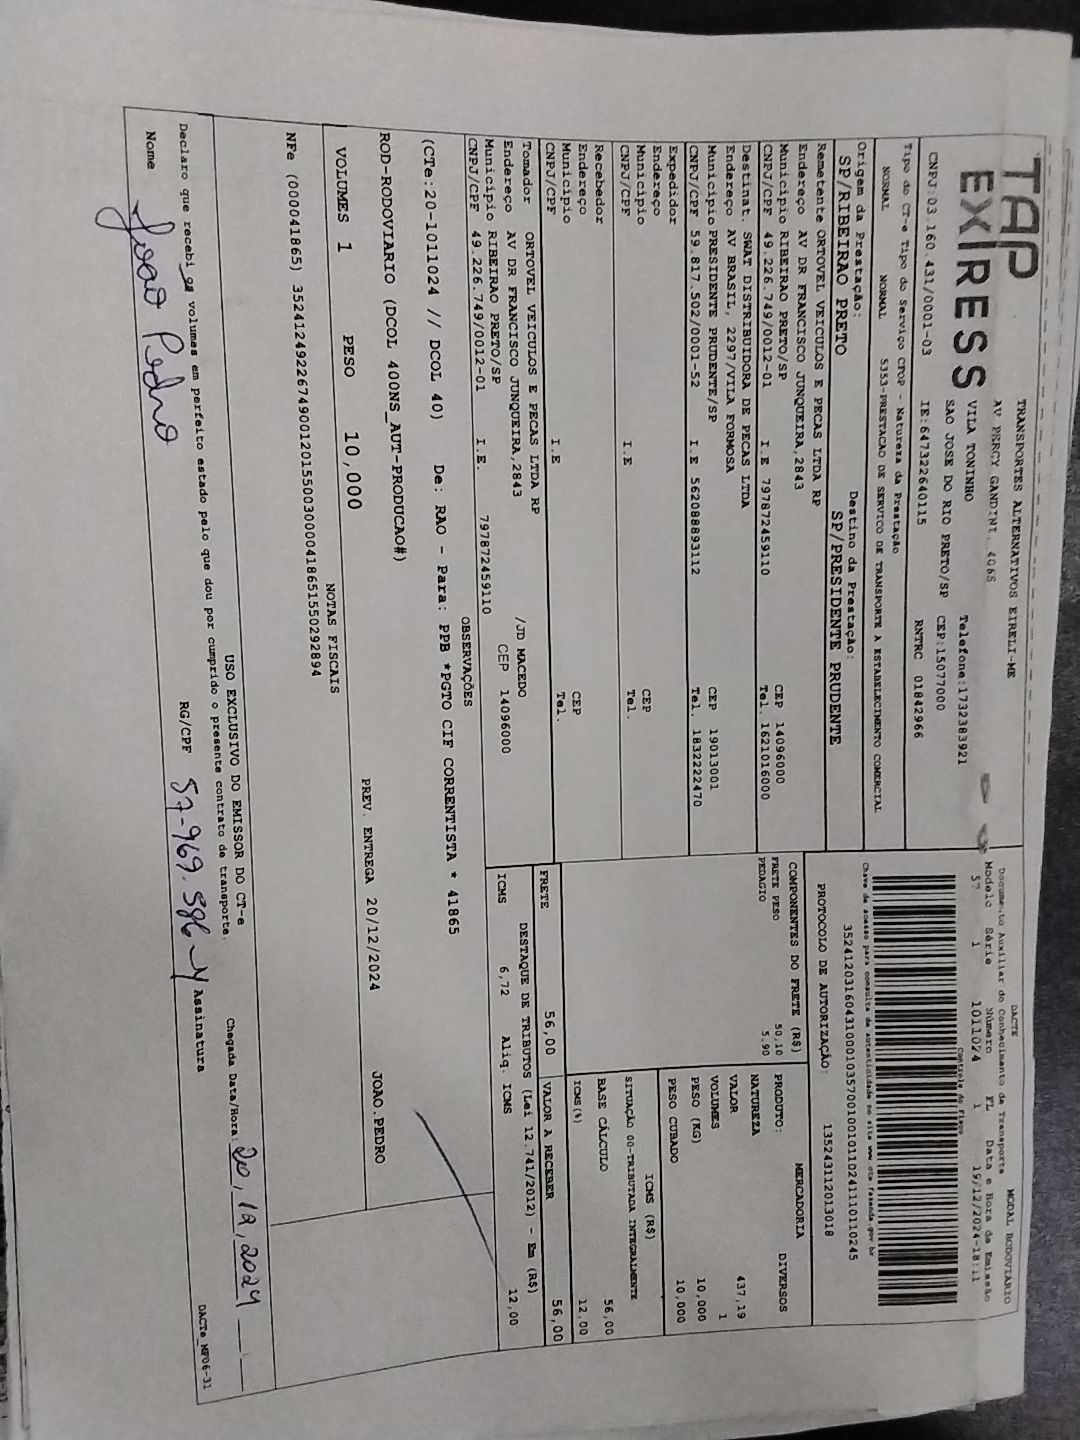 TAP
EXPRESS
TRANSPORTES ALTERNATIVOS EIRELI-ME
AV PERCY GANDINI, 4065
VILA TONINHO
SAO JOSE DO RIO PRETO/SP CEP:15077000
Telefone:1732383921
CNPJ:03.160.431/0001-03 IE:647322640115 RNTRC 01842966
Tipo do CT-e Tipo do Serviço CFOP - Natureza da Prestação
NORMAL NORMAL 5353-PRESTACAO DE SERVICO DE TRANSPORTE A ESTABELECIMENTO COMERCIAL
Origem da Prestação: Destino da Prestação:
SP/RIBEIRAO PRETO SP/PRESIDENTE PRUDENTE
Remetente ORTOVEL VEICULOS E PECAS LTDA RP
Endereço AV DR FRANCISCO JUNQUEIRA,2843
Município RIBEIRAO PRETO/SP CEP 14096000
CNPJ/CPF 49.226.749/0012-01 I.E 797872459110 Tel. 1621016000
Destinat. SWAT DISTRIBUIDORA DE PECAS LTDA
Endereço AV BRASIL, 2297/VILA FORMOSA
Município PRESIDENTE PRUDENTE/SP CEP 19013001
CNPJ/CPF 59.817.502/0001-52 I.E 562088893112 Tel. 1832222470
Expedidor
Endereço
Município CEP
CNPJ/CPF I.E Tel.
Recebedor
Endereço
Município CEP
CNPJ/CPF I.E Tel.
Tomador ORTOVEL VEICULOS E PECAS LTDA RP
Endereço AV DR FRANCISCO JUNQUEIRA,2843 /JD MACEDO
Município RIBEIRAO PRETO/SP CEP 14096000
CNPJ/CPF 49.226.749/0012-01 I.E. 797872459110
DACTE MODAL RODOVIARIO
Documento Auxiliar do Conhecimento de Transporte
Modelo Série Número FL Data e Hora de Emissão
57 1 1011024 1 19/12/2024-18:11
Controle do Fisco
Chave de acesso para consulta de autenticidade no site www.cte.fazenda.gov.br
35241203160431000103570010010110241110110245
PROTOCOLO DE AUTORIZAÇÃO: 135243112013018
COMPONENTES DO FRETE (R$)
FRETE PESO 50,10
PEDAGIO 5,90
PRODUTO: MERCADORIA
NATUREZA DIVERSOS
VALOR 437,19
VOLUMES 1
PESO (KG) 10,000
PESO CUBADO 10,000
ICMS (R$)
SITUAÇÃO 00-TRIBUTADA INTEGRALMENTE
BASE CÁLCULO 56,00
ICMS(%) 12,00
FRETE 56,00 VALOR A RECEBER 56,00
DESTAQUE DE TRIBUTOS (Lei 12.741/2012) - Em (R$)
ICMS 6,72 Aliq. ICMS 12,00
OBSERVAÇÕES
(CTe:20-1011024 // DCOL 40) De: RAO - Para: PPB *PGTO CIF CORRENTISTA * 41865
ROD-RODOVIARIO (DCOL 400NS_AUT-PRODUCAO#)
PREV. ENTREGA 20/12/2024 JOAO.PEDRO
VOLUMES 1 PESO 10,000
NOTAS FISCAIS
NFe (000041865) 35241249226749001201550030000418651550292894
USO EXCLUSIVO DO EMISSOR DO CT-e
Declaro que recebi os volumes em perfeito estado pelo que dou por cumprido o presente contrato de transporte.
Chegada Data/Hora: 20,12,2024
Nome João Pedro RG/CPF 57-969.586-4 Assinatura
DACTe_MF06-31